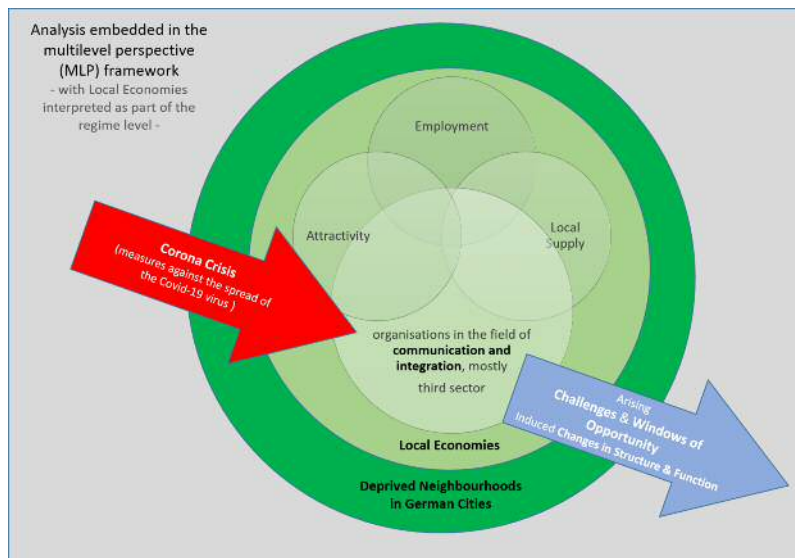 Analysis embedded in the
multilevel perspective
(MLP) framework
- with Local Economies
interpreted as part of the
regime level -
Employment
Attractivity
Local
Supply
Corona Crisis
(measures against the spread of
the Covid-19 virus )
organisations in the field of
communication and
integration, mostly
third sector
Arising
Challenges & Windows of
Opportunity
Induced Changes in Structure & Function
Local Economies
Deprived Neighbourhoods
in German Cities